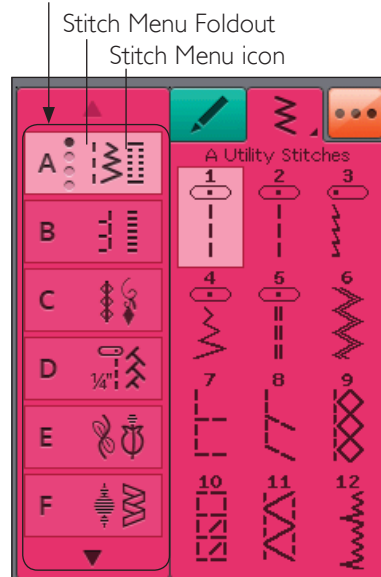 Stitch Menu Foldout
Stitch Menu icon
A Utility Stitches
A
B
C
D
1/4"
E
F
1 2 3
4 5 6
7 8 9
10 11 12